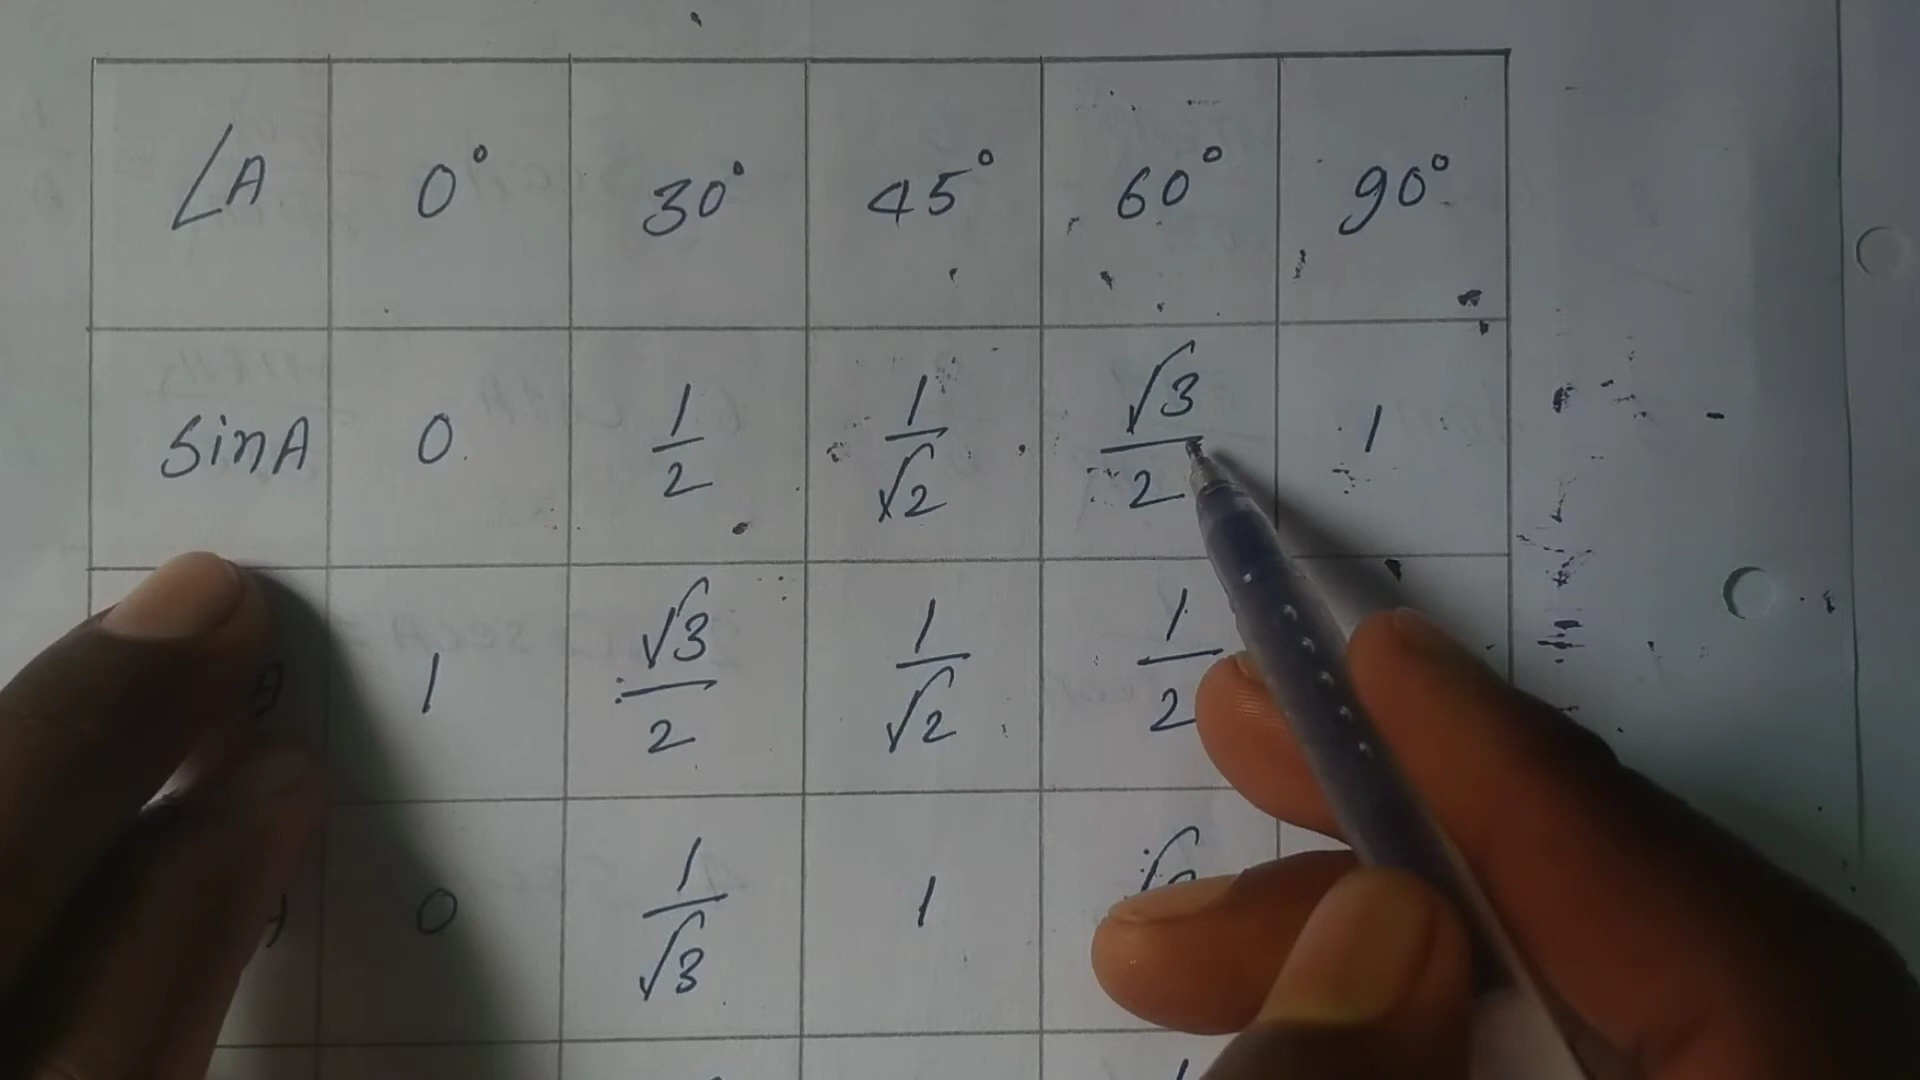 ∠A 0° 30° 45° 60° 90°
sinA 0 1/2 1/√2 √3/2 1
A 1 √3/2 1/√2 1/2
0 1/√3 1